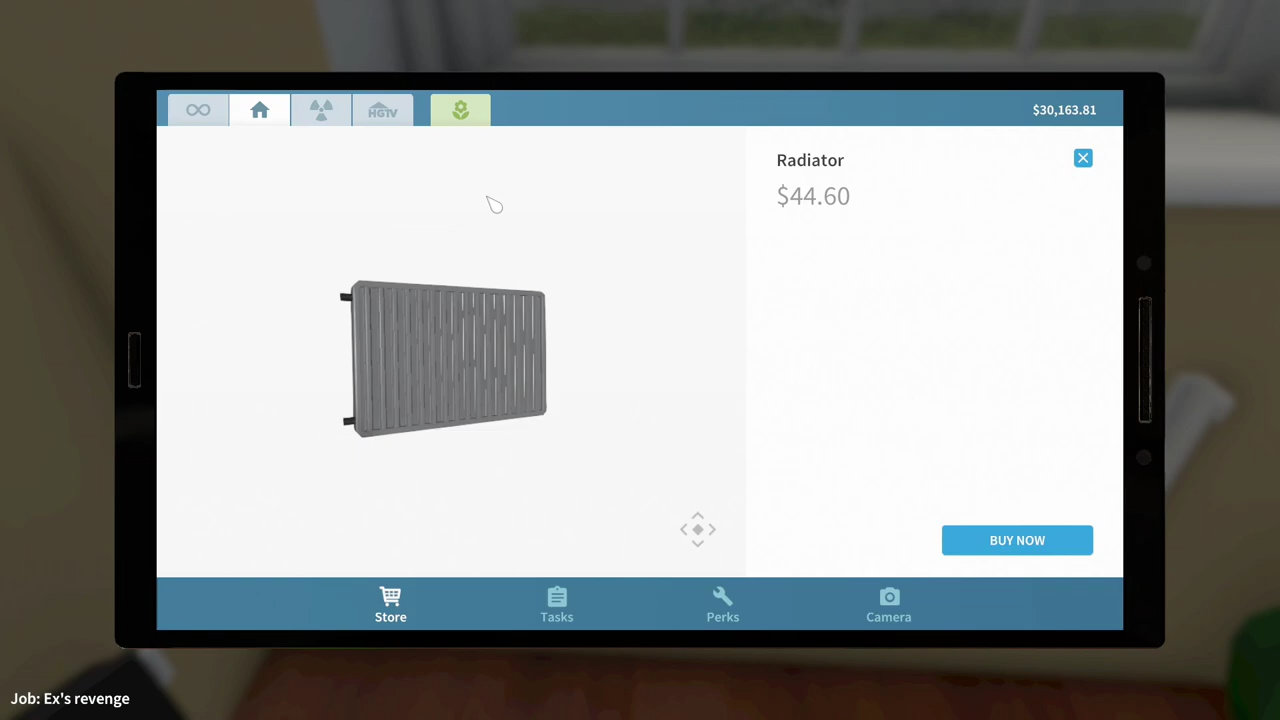 HGTV
$30,163.81
Radiator
$44.60
BUY NOW
Store
Tasks
Perks
Camera
Job: Ex's revenge